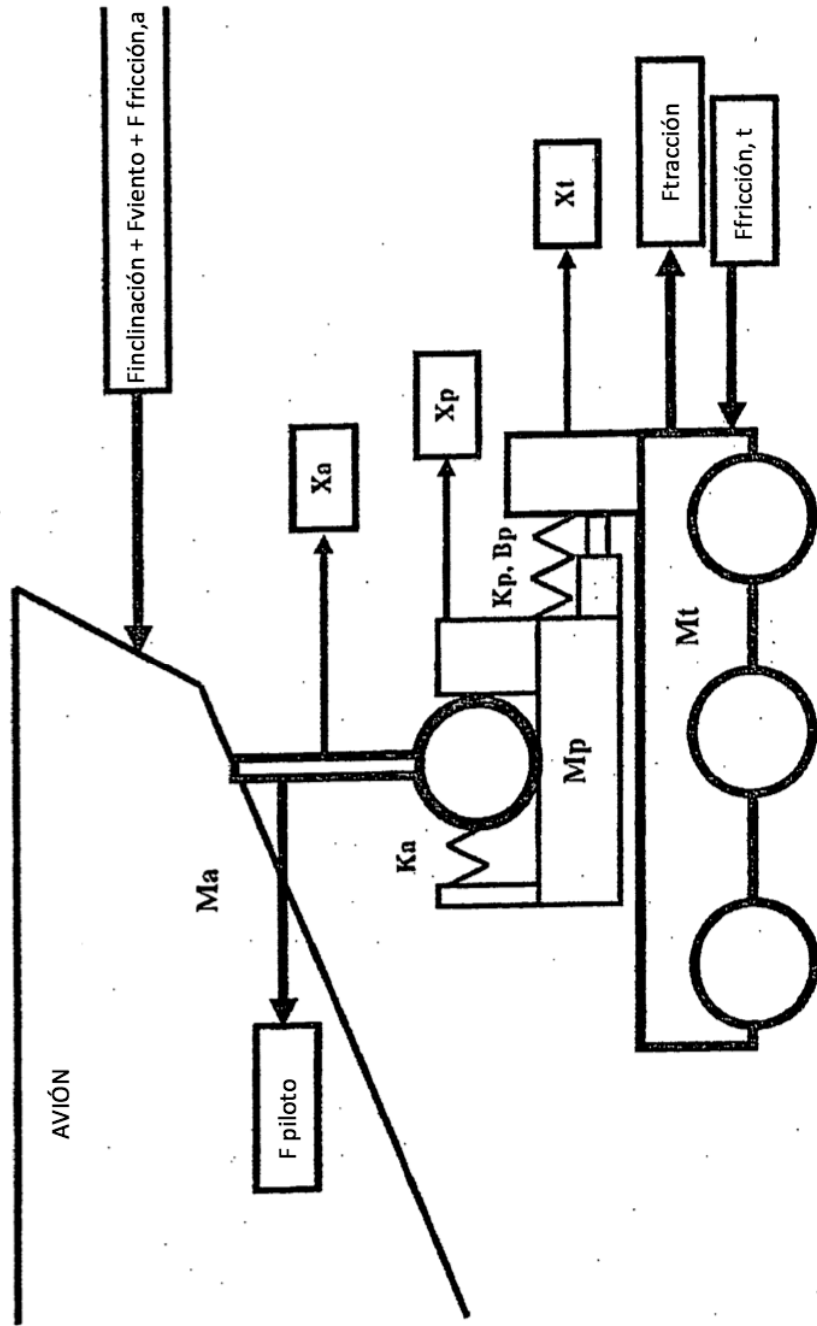 AVIÓN
Finclinación + Fviento + F fricción,a
Ma
F piloto
Xa
Ka
Xp
Mp
Kp, Bp
Xt
Mt
Ftracción
Ffricción, t